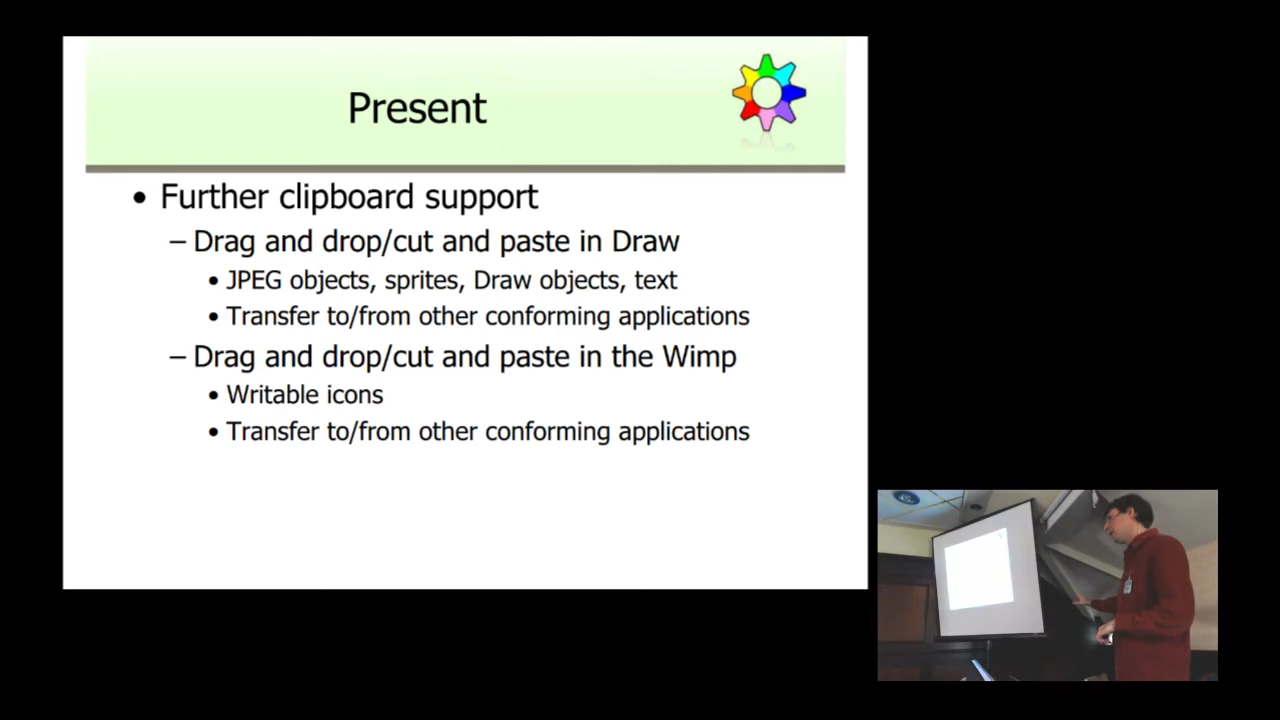 Present
• Further clipboard support
– Drag and drop/cut and paste in Draw
• JPEG objects, sprites, Draw objects, text
• Transfer to/from other conforming applications
– Drag and drop/cut and paste in the Wimp
• Writable icons
• Transfer to/from other conforming applications